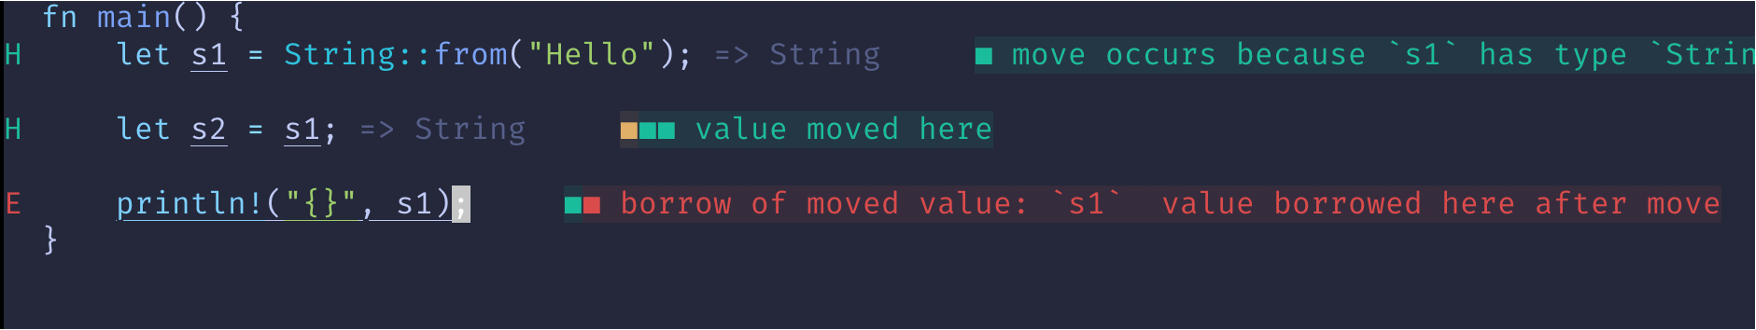 fn main() {
H let s1 = String::from("Hello"); => String ■ move occurs because `s1` has type `Strin
H let s2 = s1; => String ■■■ value moved here
E println!("{}", s1); ■■ borrow of moved value: `s1`  value borrowed here after move
}